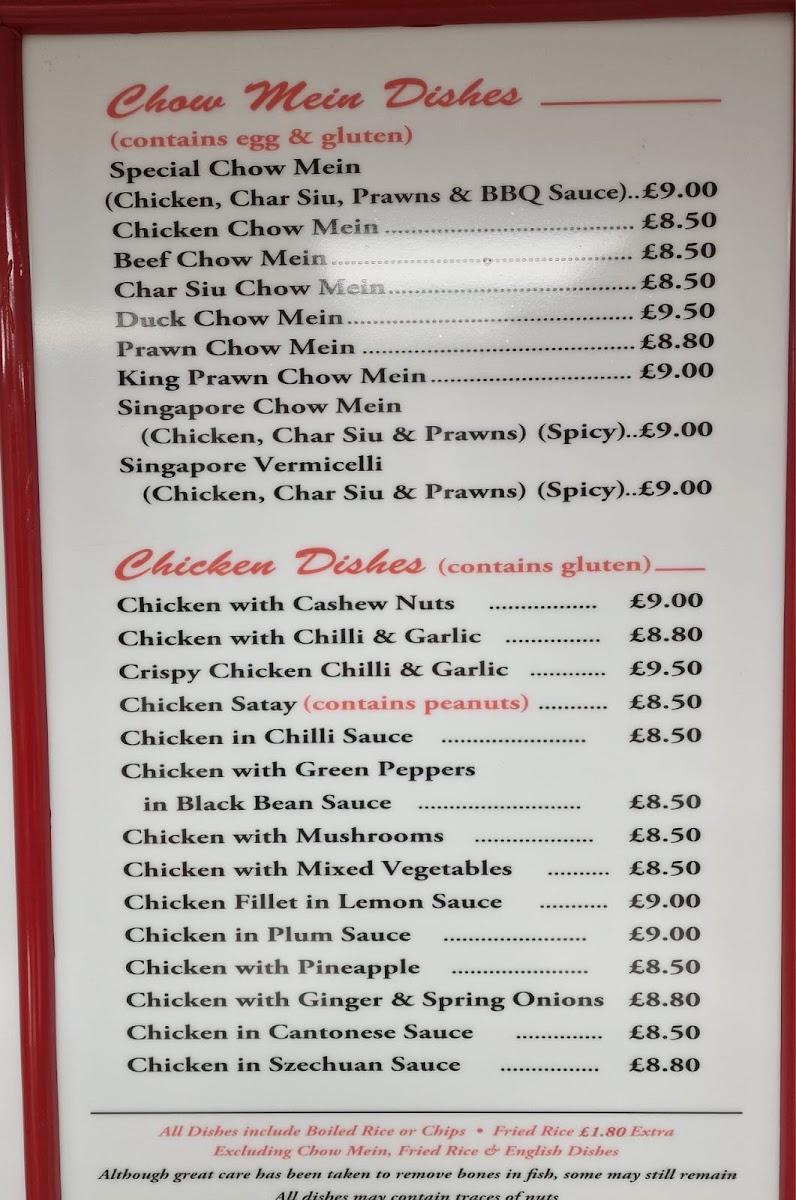 Chow Mein Dishes
(contains egg & gluten)
Special Chow Mein
(Chicken, Char Siu, Prawns & BBQ Sauce)..£9.00
Chicken Chow Mein ................................... £8.50
Beef Chow Mein .......................................... £8.50
Char Siu Chow Mein................................... £8.50
Duck Chow Mein........................................ £9.50
Prawn Chow Mein ...................................... £8.80
King Prawn Chow Mein............................ £9.00
Singapore Chow Mein
(Chicken, Char Siu & Prawns) (Spicy)..£9.00
Singapore Vermicelli
(Chicken, Char Siu & Prawns) (Spicy)..£9.00
Chicken Dishes (contains gluten)
Chicken with Cashew Nuts ................. £9.00
Chicken with Chilli & Garlic ............... £8.80
Crispy Chicken Chilli & Garlic ............ £9.50
Chicken Satay (contains peanuts) ........... £8.50
Chicken in Chilli Sauce ....................... £8.50
Chicken with Green Peppers
in Black Bean Sauce .......................... £8.50
Chicken with Mushrooms ................... £8.50
Chicken with Mixed Vegetables .......... £8.50
Chicken Fillet in Lemon Sauce ........... £9.00
Chicken in Plum Sauce ....................... £9.00
Chicken with Pineapple ...................... £8.50
Chicken with Ginger & Spring Onions £8.80
Chicken in Cantonese Sauce .............. £8.50
Chicken in Szechuan Sauce ................ £8.80
All Dishes include Boiled Rice or Chips • Fried Rice £1.80 Extra
Excluding Chow Mein, Fried Rice & English Dishes
Although great care has been taken to remove bones in fish, some may still remain
All dishes may contain traces of nuts